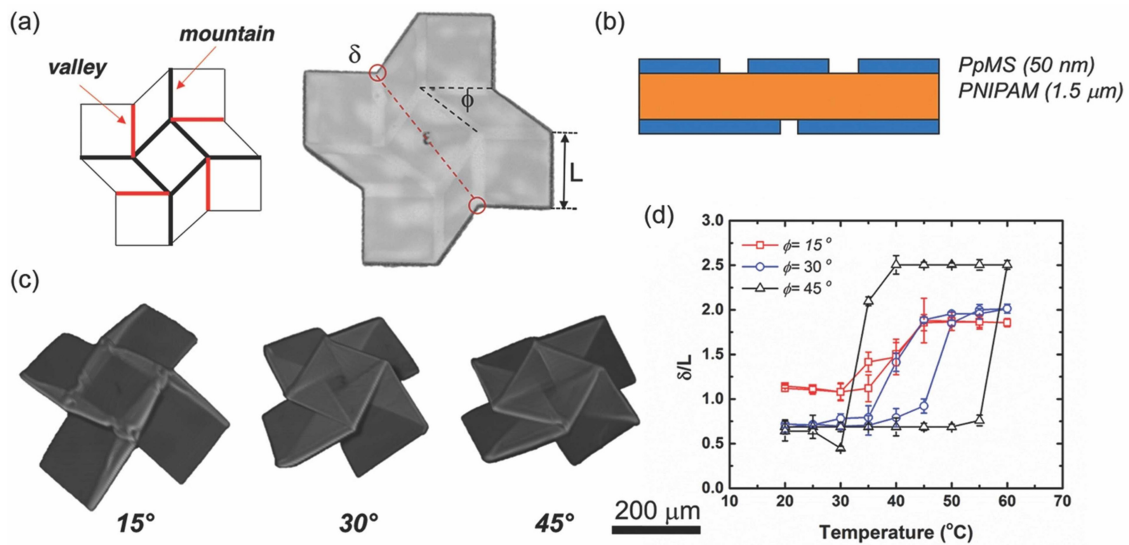 (a)
mountain
valley
δ
ϕ
ε
L
(b)
PpMS (50 nm)
PNIPAM (1.5 μm)
(c)
15°
30°
45°
200 μm
(d)
3.0
2.5
2.0
1.5
1.0
0.5
0.0
δ/L
ϕ= 15 °
ϕ= 30 °
ϕ= 45 °
10 20 30 40 50 60 70
Temperature (°C)